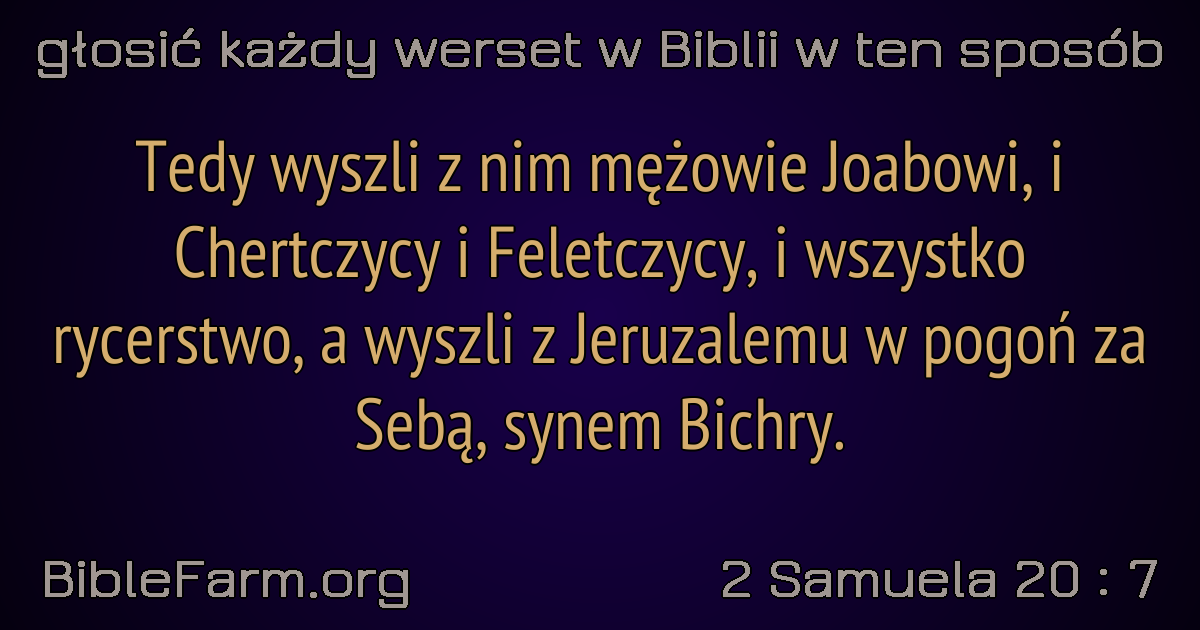 głosić każdy werset w Biblii w ten sposób
Tedy wyszli z nim mężowie Joabowi, i
Chertczycy i Feletczycy, i wszystko
rycerstwo, a wyszli z Jeruzalemu w pogoń za
Sebą, synem Bichry.
BibleFarm.org
2 Samuela 20 : 7